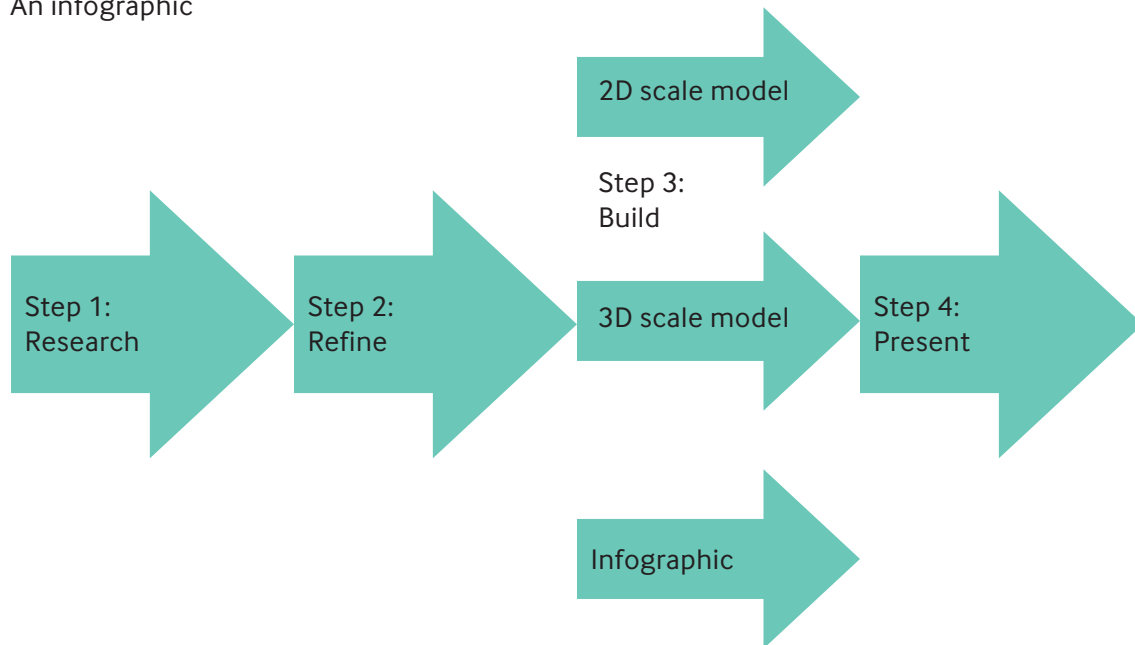 An infographic
2D scale model
Step 3:
Build
Step 1:
Research
Step 2:
Refine
3D scale model
Step 4:
Present
Infographic